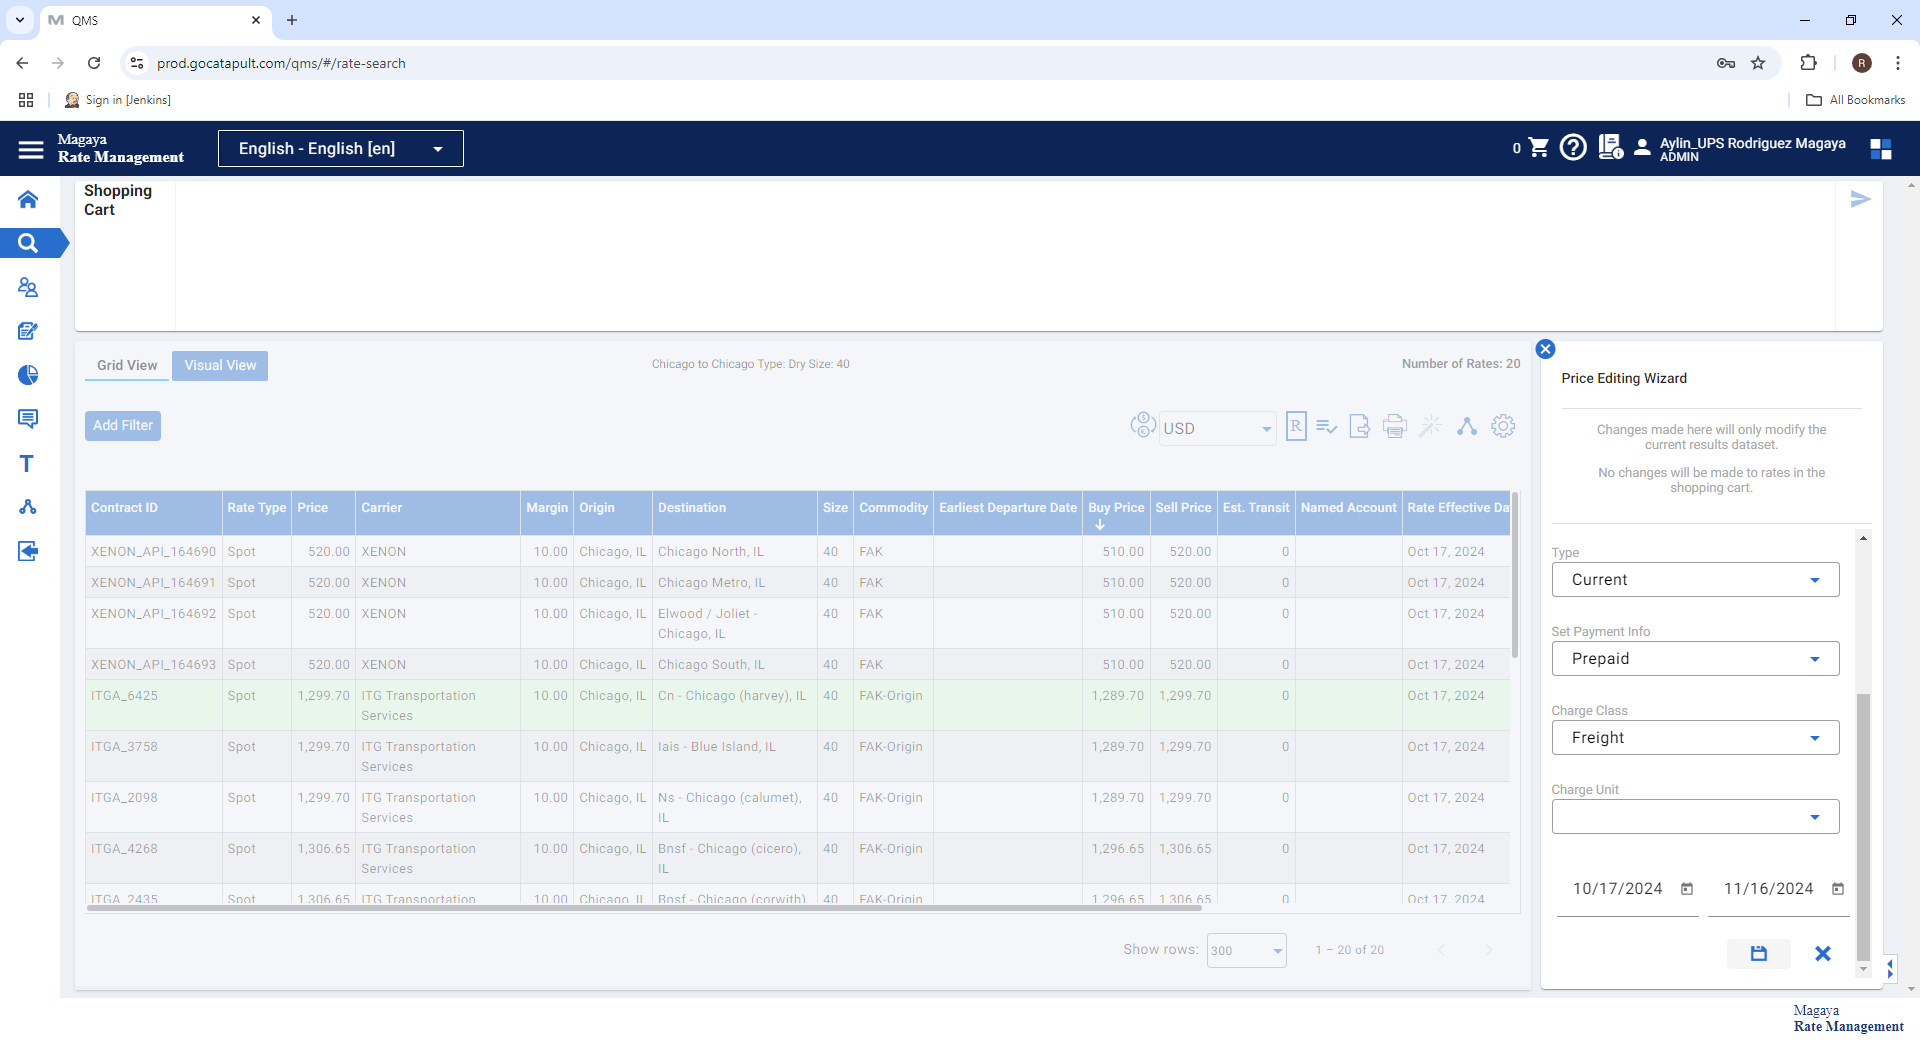 QMS
prod.gocatapult.com/qms/#/rate-search
R
Sign in [Jenkins]
All Bookmarks
Magaya
Rate Management
English - English [en]
0
Aylin_UPS Rodriguez Magaya
ADMIN
Shopping
Cart
Grid View
Visual View
Chicago to Chicago Type: Dry Size: 40
Number of Rates: 20
Add Filter
USD
R
Contract ID Rate Type Price Carrier Margin Origin Destination Size Commodity Earliest Departure Date Buy Price Sell Price Est. Transit Named Account Rate Effective Da
XENON_API_164690 Spot 520.00 XENON 10.00 Chicago, IL Chicago North, IL 40 FAK 510.00 520.00 0 Oct 17, 2024
XENON_API_164691 Spot 520.00 XENON 10.00 Chicago, IL Chicago Metro, IL 40 FAK 510.00 520.00 0 Oct 17, 2024
XENON_API_164692 Spot 520.00 XENON 10.00 Chicago, IL Elwood / Joliet - 40 FAK 510.00 520.00 0 Oct 17, 2024
Chicago, IL
XENON_API_164693 Spot 520.00 XENON 10.00 Chicago, IL Chicago South, IL 40 FAK 510.00 520.00 0 Oct 17, 2024
ITGA_6425 Spot 1,299.70 ITG Transportation 10.00 Chicago, IL Cn - Chicago (harvey), IL 40 FAK-Origin 1,289.70 1,299.70 0 Oct 17, 2024
Services
ITGA_3758 Spot 1,299.70 ITG Transportation 10.00 Chicago, IL Iais - Blue Island, IL 40 FAK-Origin 1,289.70 1,299.70 0 Oct 17, 2024
Services
ITGA_2098 Spot 1,299.70 ITG Transportation 10.00 Chicago, IL Ns - Chicago (calumet), 40 FAK-Origin 1,289.70 1,299.70 0 Oct 17, 2024
Services IL
ITGA_4268 Spot 1,306.65 ITG Transportation 10.00 Chicago, IL Bnsf - Chicago (cicero), 40 FAK-Origin 1,296.65 1,306.65 0 Oct 17, 2024
Services IL
ITGA_2435 Spot 1,306.65 ITG Transportation 10.00 Chicago, IL Bnsf - Chicago (corwith) 40 FAK-Origin 1,296.65 1,306.65 0 Oct 17, 2024
Show rows: 300 1 – 20 of 20
Price Editing Wizard
Changes made here will only modify the
current results dataset.
No changes will be made to rates in the
shopping cart.
Type
Current
Set Payment Info
Prepaid
Charge Class
Freight
Charge Unit
10/17/2024 11/16/2024
Magaya
Rate Management